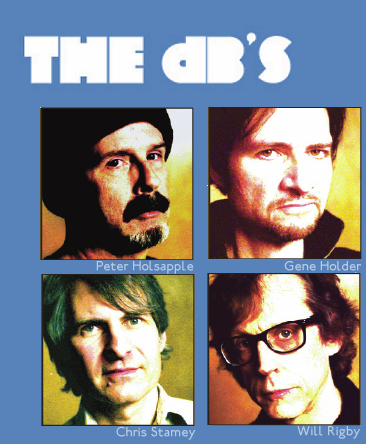 THE dB'S
Peter Holsapple
Gene Holder
Chris Stamey
Will Rigby